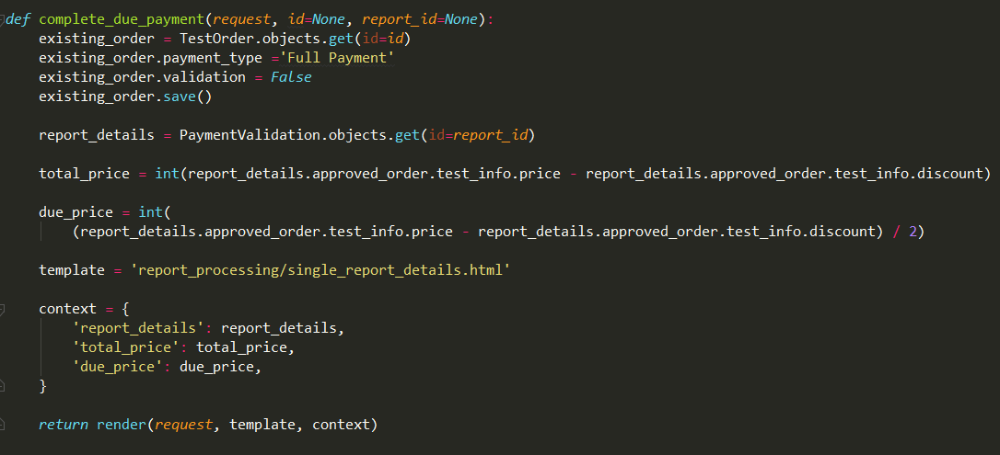 def complete_due_payment(request, id=None, report_id=None):
    existing_order = TestOrder.objects.get(id=id)
    existing_order.payment_type ='Full Payment'
    existing_order.validation = False
    existing_order.save()

    report_details = PaymentValidation.objects.get(id=report_id)

    total_price = int(report_details.approved_order.test_info.price - report_details.approved_order.test_info.discount)

    due_price = int(
        (report_details.approved_order.test_info.price - report_details.approved_order.test_info.discount) / 2)

    template = 'report_processing/single_report_details.html'

    context = {
        'report_details': report_details,
        'total_price': total_price,
        'due_price': due_price,
    }

    return render(request, template, context)